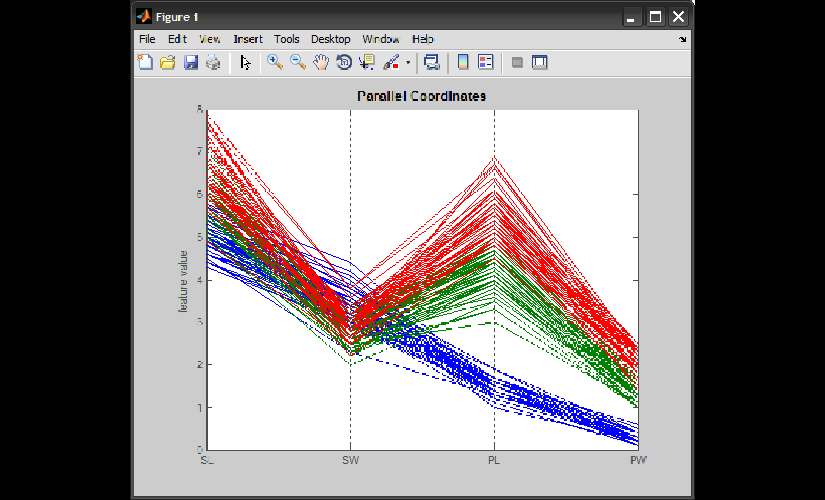 Figure 1
File Edit View Insert Tools Desktop Window Help
Parallel Coordinates
8
7
6
5
4
3
2
1
0
feature value
SL SW PL PW